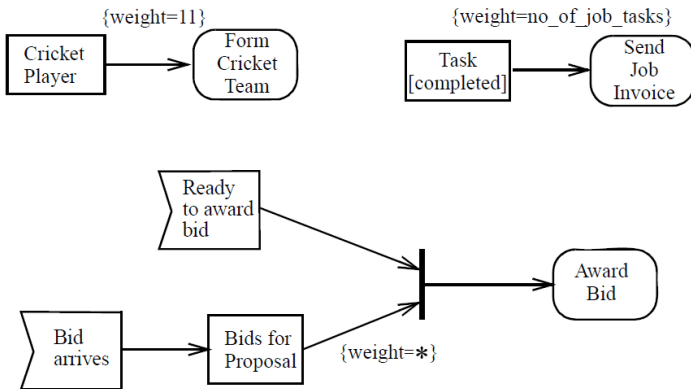 {weight=11}
Cricket
Player
Form
Cricket
Team
{weight=no_of_job_tasks}
Task
[completed]
Send
Job
Invoice
Ready
to award
bid
Award
Bid
Bid
arrives
Bids for
Proposal
{weight=*}